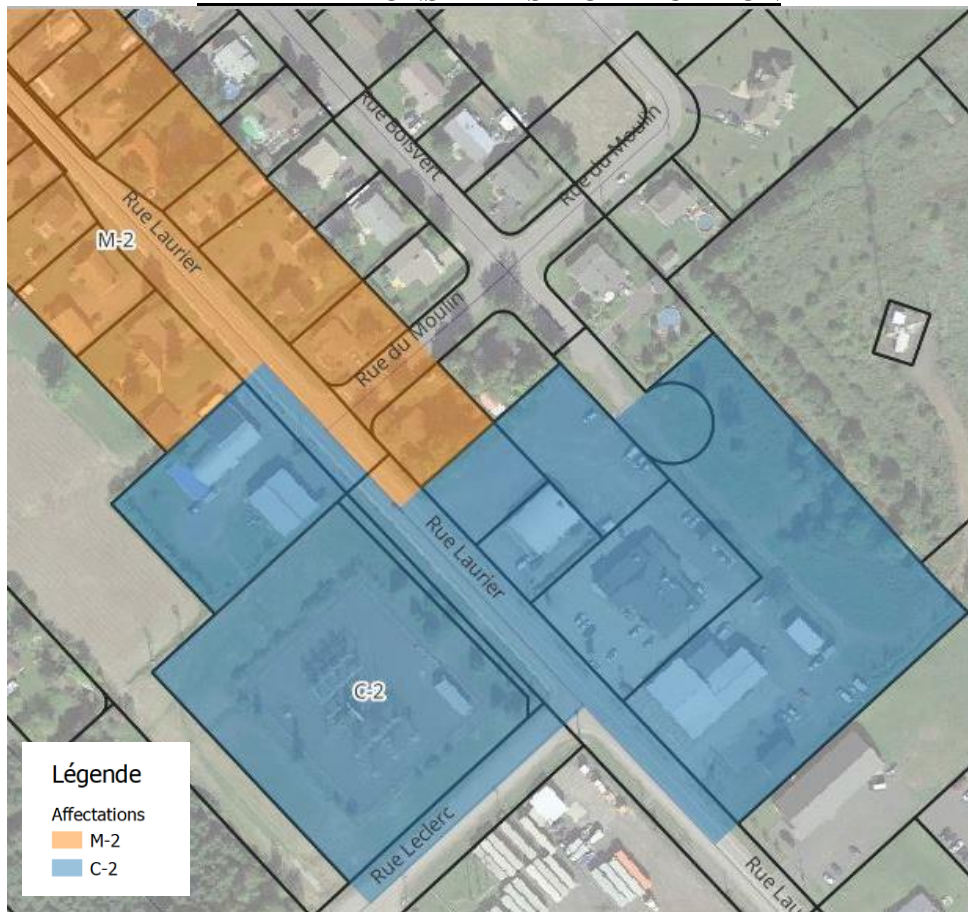 Rue Boisvert
Rue du Moulin
Rue Laurier
M-2
Rue du Moulin
Rue Laurier
C-2
Rue Leclerc
Légende
Affectations
M-2
C-2